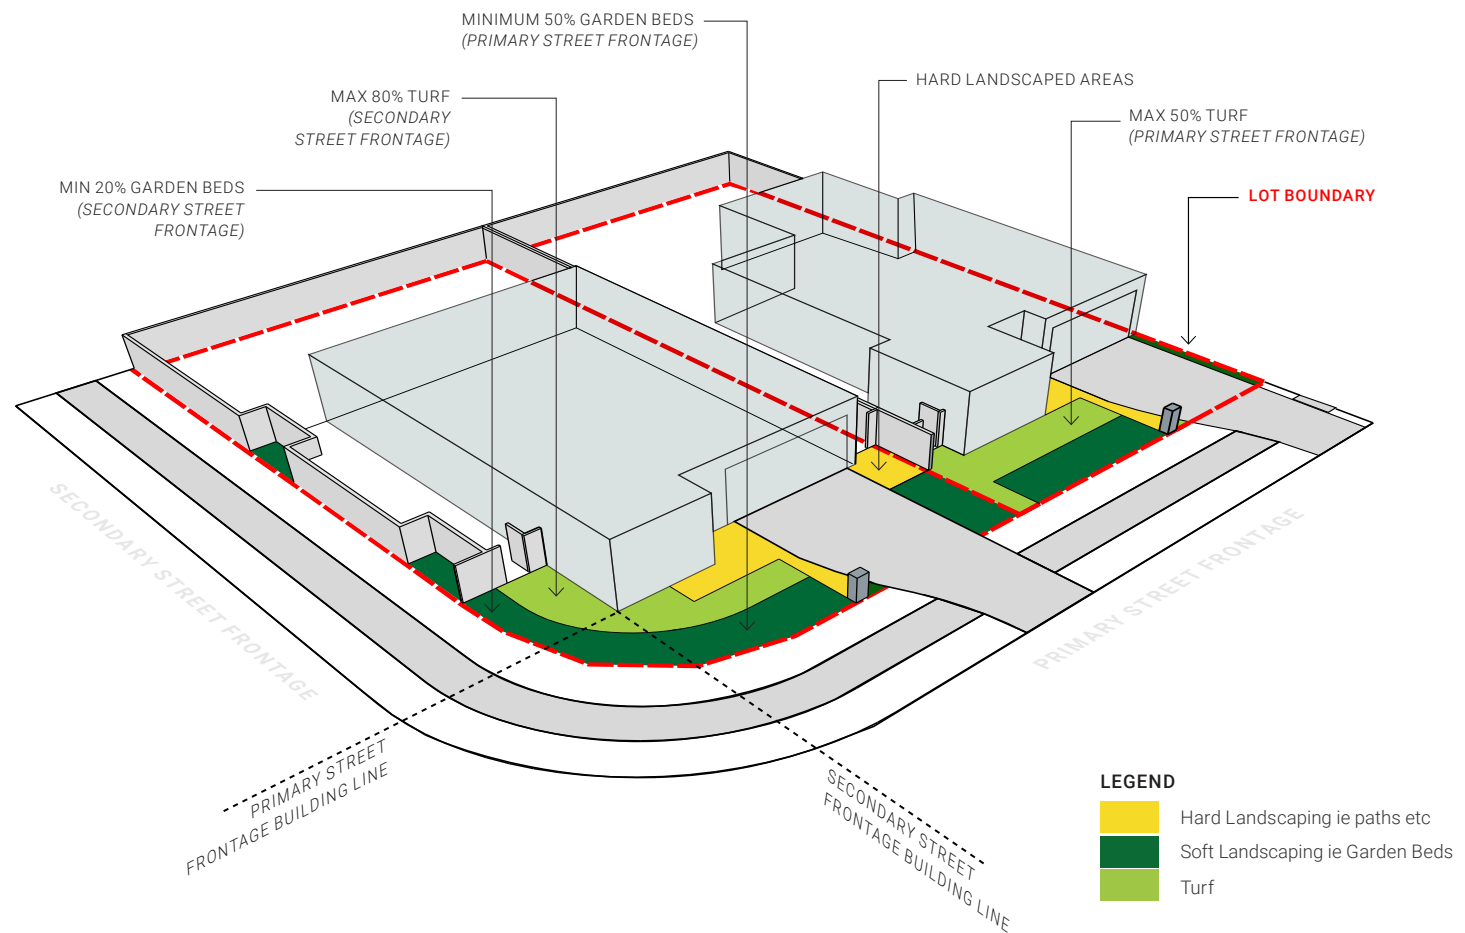 MINIMUM 50% GARDEN BEDS
(PRIMARY STREET FRONTAGE)
HARD LANDSCAPED AREAS
MAX 80% TURF
(SECONDARY
STREET FRONTAGE)
MAX 50% TURF
(PRIMARY STREET FRONTAGE)
MIN 20% GARDEN BEDS
(SECONDARY STREET
FRONTAGE)
LOT BOUNDARY
SECONDARY STREET FRONTAGE
PRIMARY STREET FRONTAGE
PRIMARY STREET
FRONTAGE BUILDING LINE
SECONDARY STREET
FRONTAGE BUILDING LINE
LEGEND
Hard Landscaping ie paths etc
Soft Landscaping ie Garden Beds
Turf